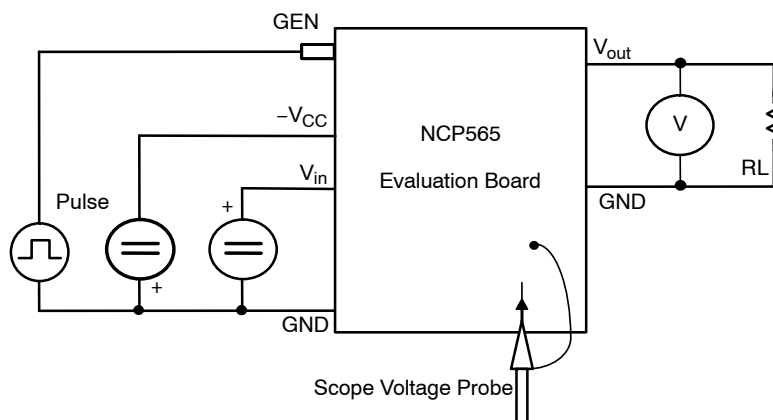 GEN
V_out
−V_CC
NCP565
V
V_in
Evaluation Board
RL
Pulse
+
GND
+
GND
Scope Voltage Probe